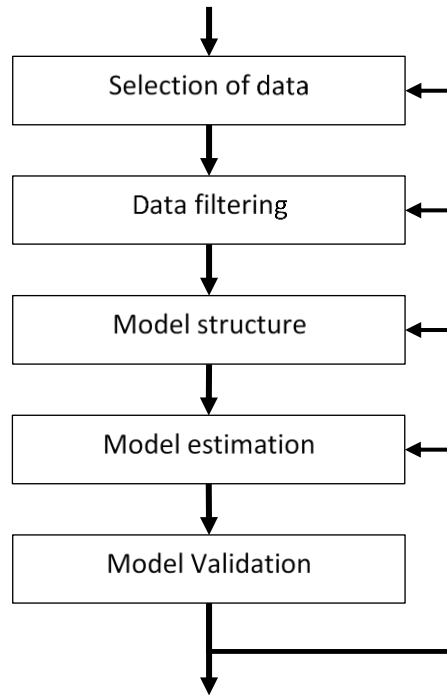 Selection of data
Data filtering
Model structure
Model estimation
Model Validation